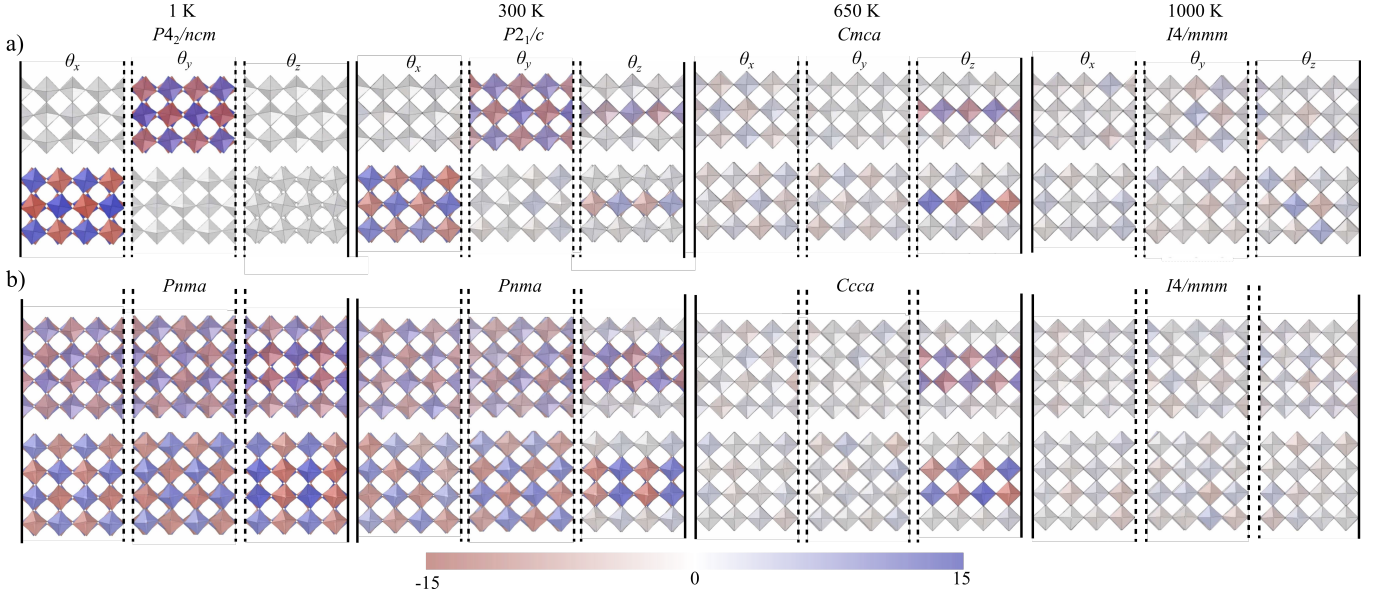 1 K 300 K 650 K 1000 K
a) P4₂/ncm P2₁/c Cmca I4/mmm
θx θy θz θx θy θz θx θy θz θx θy θz
b) Pnma Pnma Ccca I4/mmm
-15 0 15